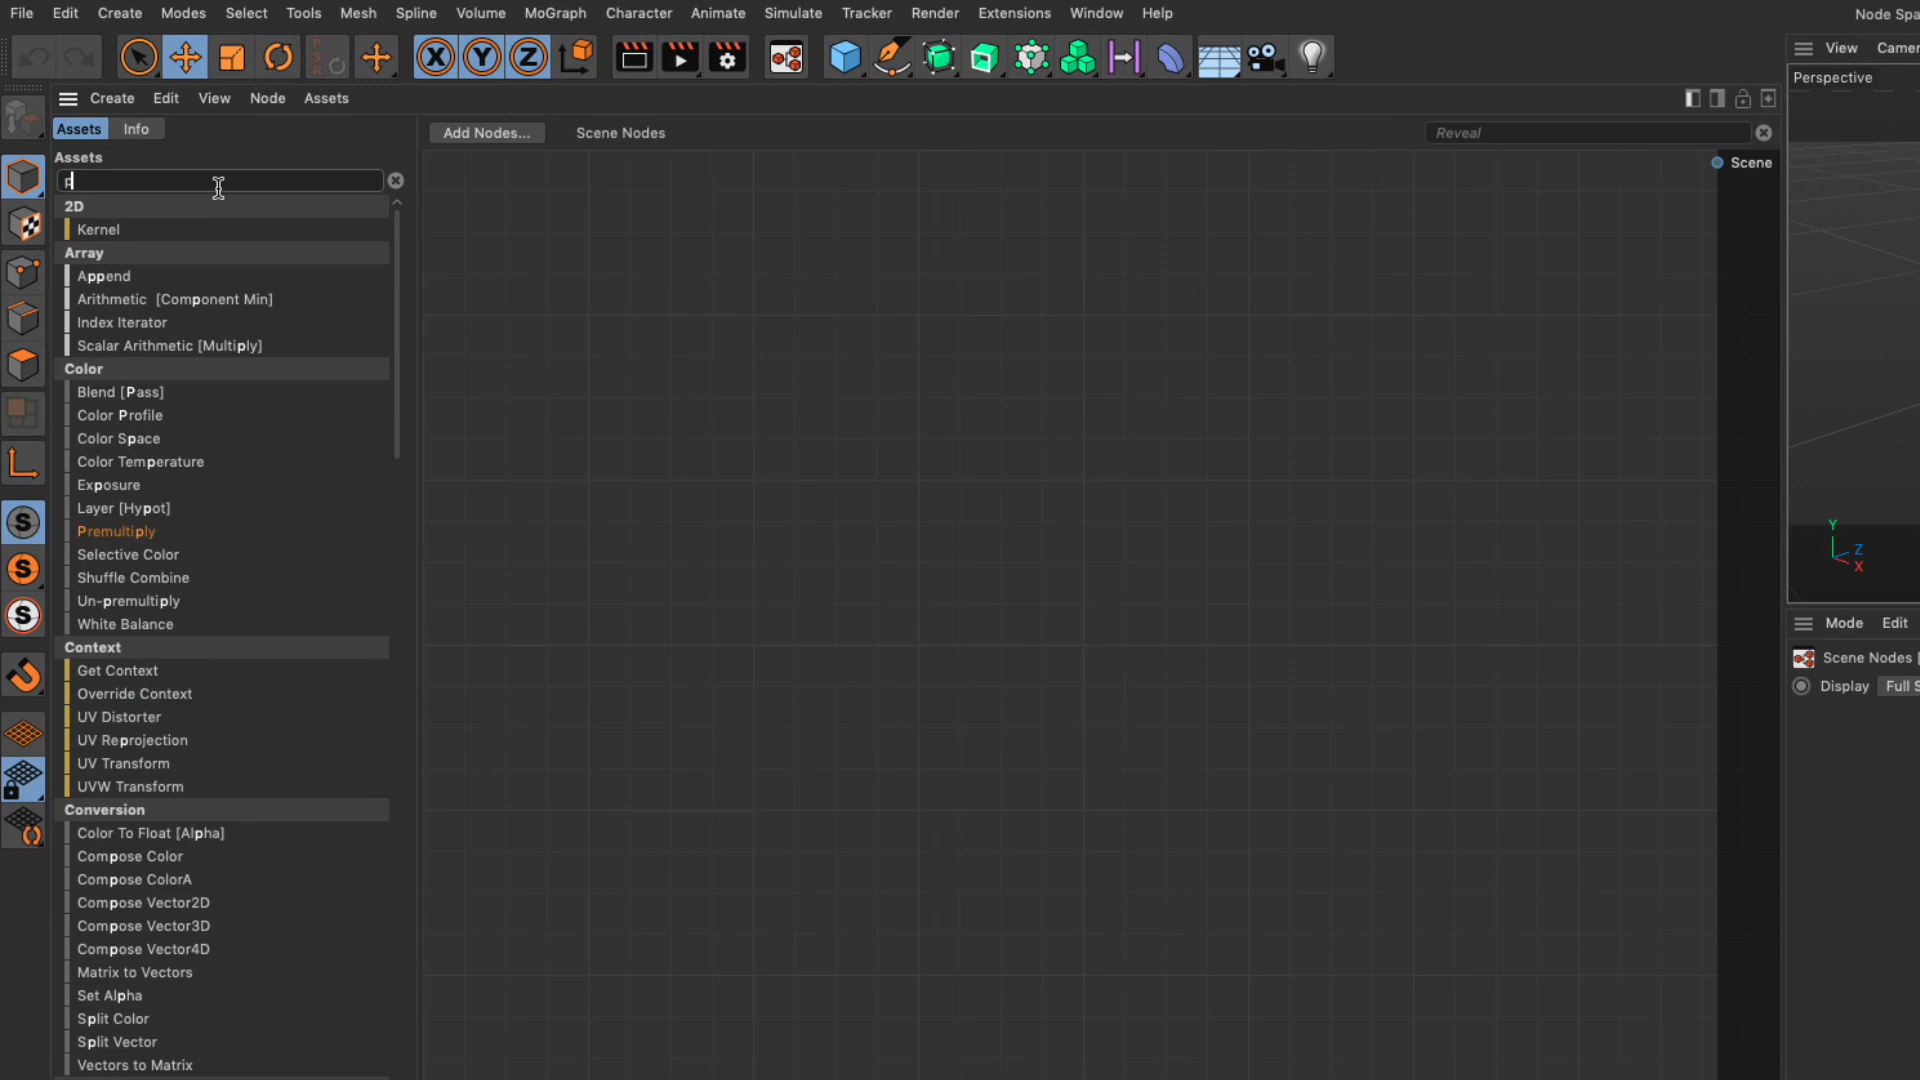 File Edit Create Modes Select Tools Mesh Spline Volume MoGraph Character Animate Simulate Tracker Render Extensions Window Help
Node Spa
P S R
X Y Z
Create Edit View Node Assets
View Camer
Perspective
Assets Info
Add Nodes... Scene Nodes
Reveal
Assets
p
Scene
2D
Kernel
Array
Append
Arithmetic [Component Min]
Index Iterator
Scalar Arithmetic [Multiply]
Color
Blend [Pass]
Color Profile
Color Space
Color Temperature
Exposure
Layer [Hypot]
Premultiply
Selective Color
Shuffle Combine
Un-premultiply
White Balance
Context
Get Context
Override Context
UV Distorter
UV Reprojection
UV Transform
UVW Transform
Conversion
Color To Float [Alpha]
Compose Color
Compose ColorA
Compose Vector2D
Compose Vector3D
Compose Vector4D
Matrix to Vectors
Set Alpha
Split Color
Split Vector
Vectors to Matrix
S
S
S
Y
Z
X
Mode Edit
Scene Nodes [
Display Full S